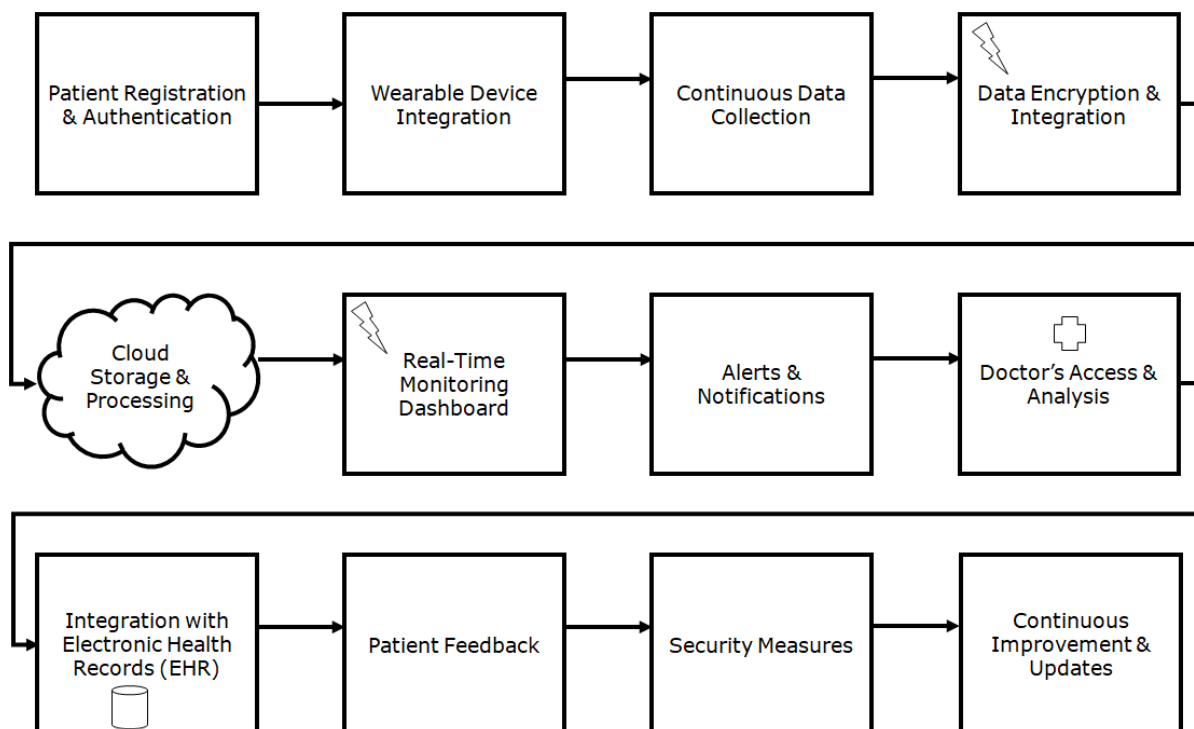 Patient Registration
& Authentication
Wearable Device
Integration
Continuous Data
Collection
Data Encryption &
Integration
Cloud
Storage &
Processing
Real-Time
Monitoring
Dashboard
Alerts &
Notifications
Doctor’s Access &
Analysis
Integration with
Electronic Health
Records (EHR)
Patient Feedback
Security Measures
Continuous
Improvement &
Updates